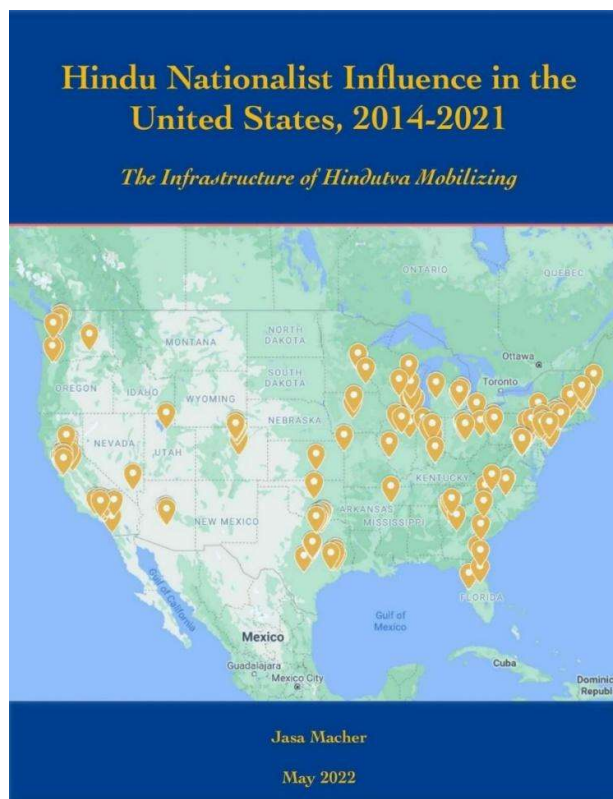 Hindu Nationalist Influence in the
United States, 2014-2021
The Infrastructure of Hindutva Mobilizing
ONTARIO
QUEBEC
NORTH
DAKOTA
MONTANA
Ottawa
Toronto
SOUTH
DAKOTA
OREGON
IDAHO
WYOMING
NEBRASKA
NEVADA
UTAH
KENTUCKY
ARKANSAS
MISSISSIPPI
NEW MEXICO
Gulf of
California
FLORIDA
Gulf of
Mexico
Mexico
Cuba
Guadalajara
Mexico City
Dominic
Republ
Jasa Macher
May 2022